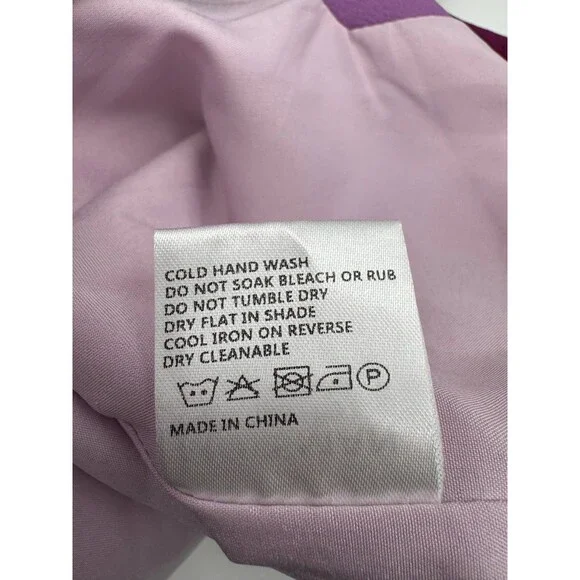 COLD HAND WASH
DO NOT SOAK BLEACH OR RUB
DO NOT TUMBLE DRY
DRY FLAT IN SHADE
COOL IRON ON REVERSE
DRY CLEANABLE
P
MADE IN CHINA